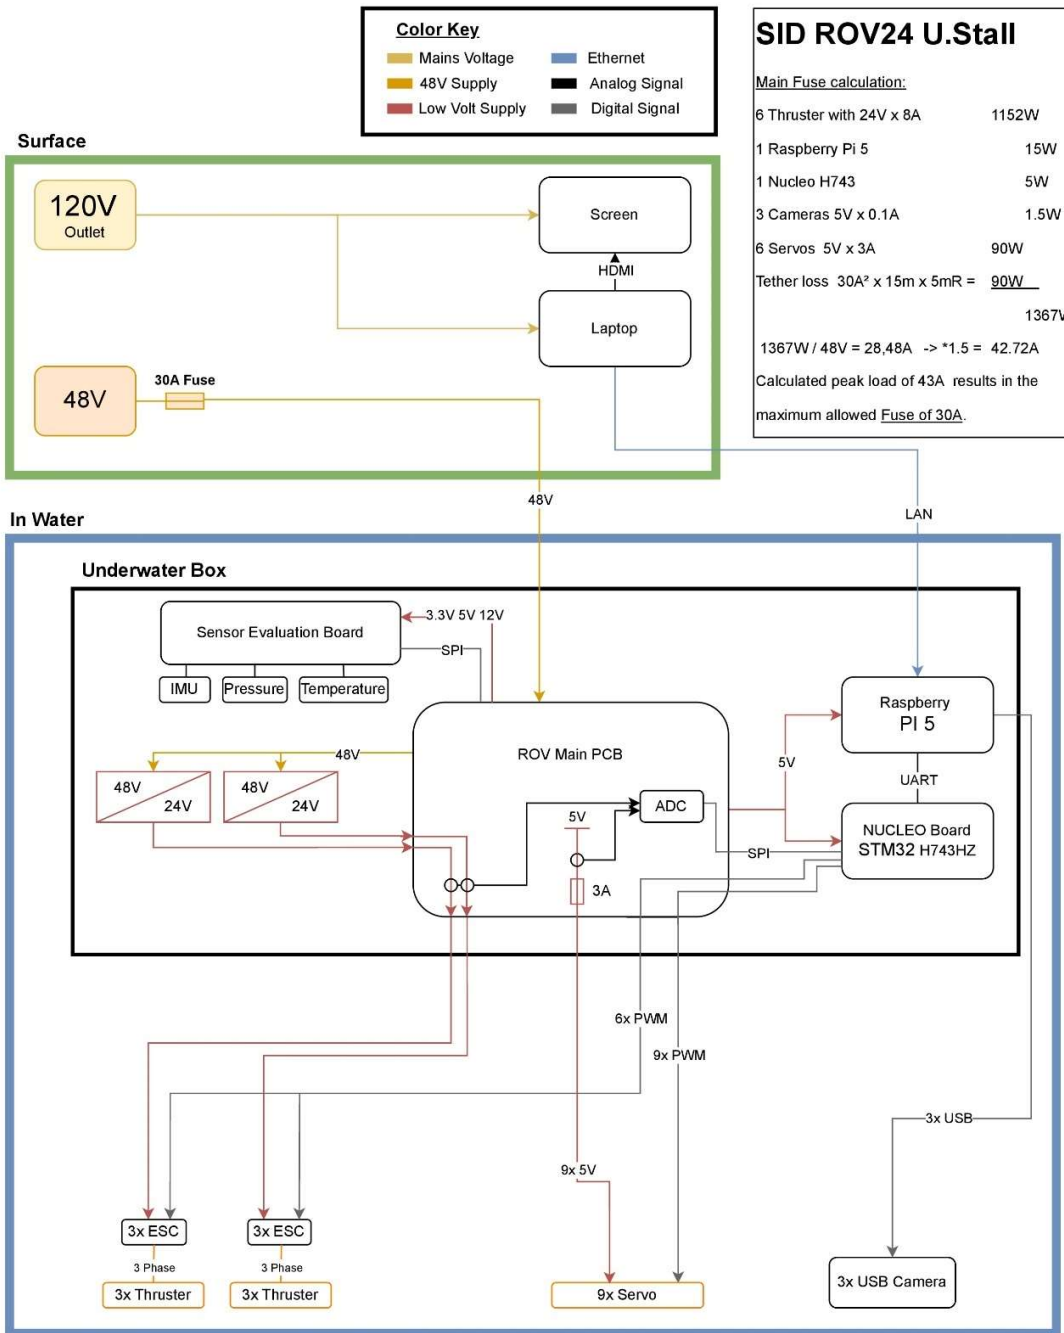 Color Key
Mains Voltage
Ethernet
48V Supply
Analog Signal
Low Volt Supply
Digital Signal
SID ROV24 U.Stall
Main Fuse calculation:
6 Thruster with 24V x 8A 1152W
1 Raspberry Pi 5 15W
1 Nucleo H743 5W
3 Cameras 5V x 0.1A 1.5W
6 Servos 5V x 3A 90W
Tether loss 30A² x 15m x 5mR = 90W
1367W
1367W / 48V = 28,48A -> *1.5 = 42.72A
Calculated peak load of 43A results in the
maximum allowed Fuse of 30A.
Surface
120V
Outlet
Screen
HDMI
Laptop
48V
30A Fuse
48V
LAN
In Water
Underwater Box
Sensor Evaluation Board
3.3V 5V 12V
SPI
IMU
Pressure
Temperature
Raspberry
PI 5
ROV Main PCB
48V
48V
24V
48V
24V
5V
UART
ADC
5V
NUCLEO Board
STM32 H743HZ
SPI
3A
6x PWM
9x PWM
3x USB
9x 5V
3x ESC
3x ESC
3 Phase
3 Phase
3x Thruster
3x Thruster
9x Servo
3x USB Camera